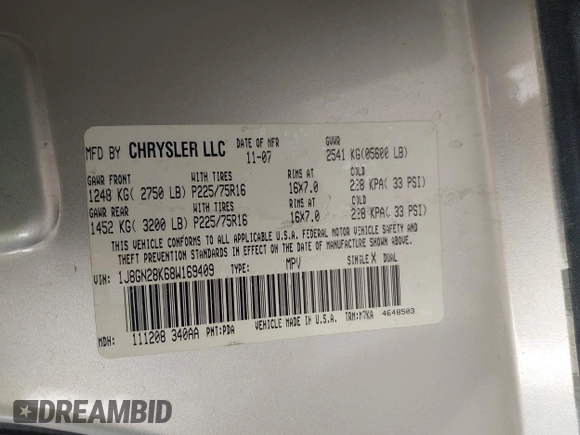 MFD BY CHRYSLER LLC DATE OF MFR 11-07 GVWR 2541 KG(05600 LB)
GAWR FRONT WITH TIRES RIMS AT COLD
1248 KG( 2750 LB) P225/75R16 16X7.0 228 KPA( 33 PSI)
GAWR REAR WITH TIRES RIMS AT COLD
1452 KG( 3200 LB) P225/75R16 16X7.0 228 KPA( 33 PSI)
THIS VEHICLE CONFORMS TO ALL APPLICABLE U.S.A. FEDERAL MOTOR VEHICLE SAFETY AND
THEFT PREVENTION STANDARDS IN EFFECT ON THE DATE OF MANUFACTURE SHOWN ABOVE.
VIN: 1J8GN28K68W169409 TYPE: MPV SINGLE X DUAL
MDH: 111208 340AA PNT:PDA VEHICLE MADE IN U.S.A. TRM:M7KA 4648503
DREAMBID